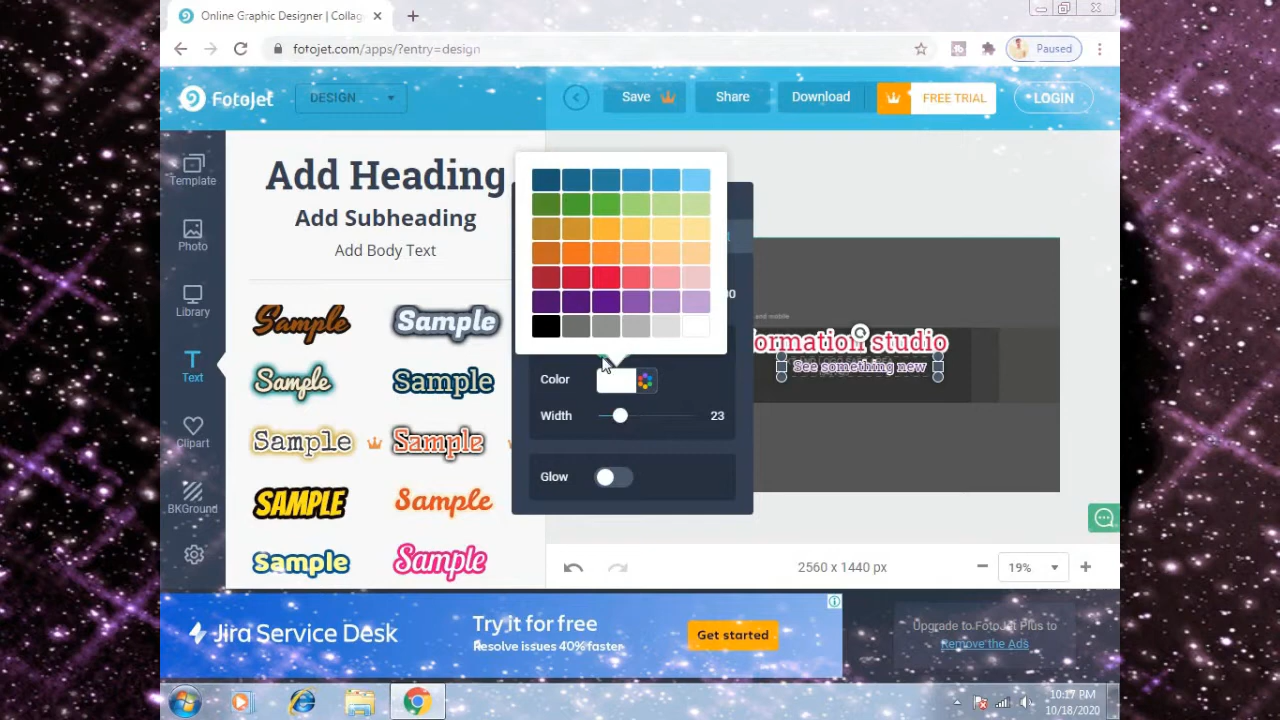 Online Graphic Designer | Collag
fotojet.com/apps/?entry=design
Paused
FotoJet
DESIGN
Save
Share
Download
FREE TRIAL
LOGIN
Template
Photo
Library
Text
Clipart
BKGround
Add Heading
Add Subheading
Add Body Text
Sample Sample
Sample Sample
Sample Sample
SAMPLE Sample
Sample Sample
Color
Width 23
Glow
and mobile
formation studio
See something new
2560 x 1440 px
19%
Jira Service Desk
Try it for free
Resolve issues 40% faster
Get started
Upgrade to FotoJet Plus to
Remove the Ads
10:17 PM
10/18/2020